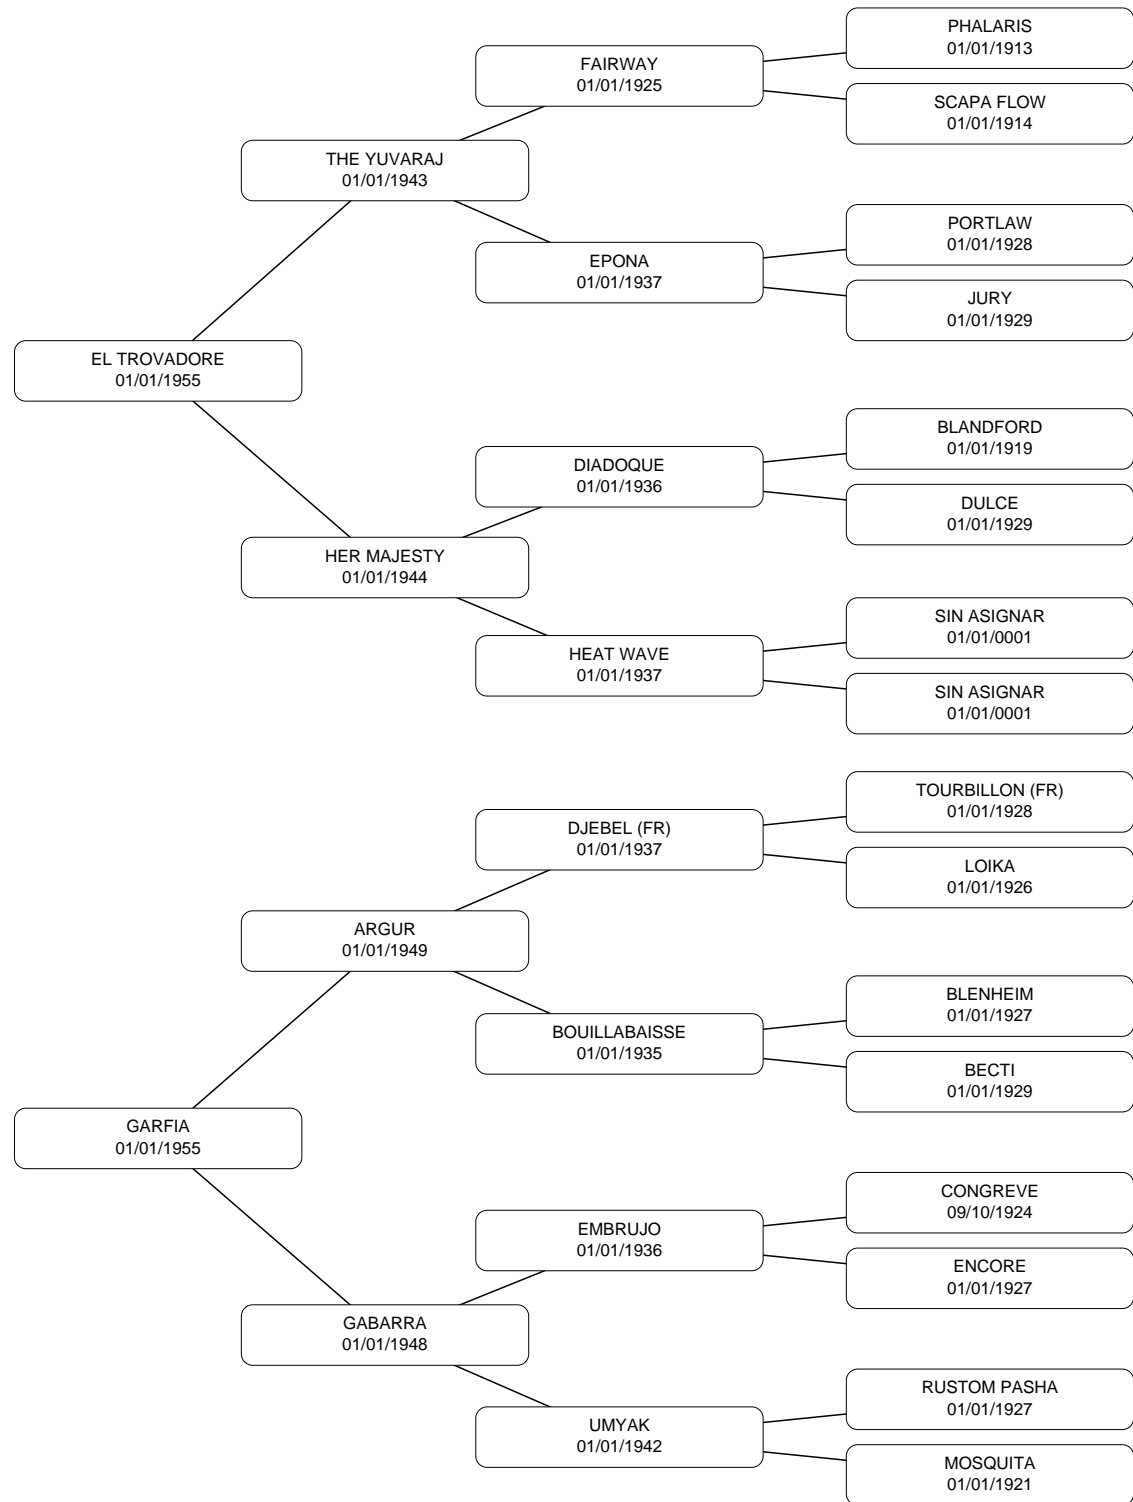 PHALARIS
01/01/1913
FAIRWAY
01/01/1925
SCAPA FLOW
01/01/1914
THE YUVARAJ
01/01/1943
PORTLAW
01/01/1928
EPONA
01/01/1937
JURY
01/01/1929
EL TROVADORE
01/01/1955
BLANDFORD
01/01/1919
DIADOQUE
01/01/1936
DULCE
01/01/1929
HER MAJESTY
01/01/1944
SIN ASIGNAR
01/01/0001
HEAT WAVE
01/01/1937
SIN ASIGNAR
01/01/0001
TOURBILLON (FR)
01/01/1928
DJEBEL (FR)
01/01/1937
LOIKA
01/01/1926
ARGUR
01/01/1949
BLENHEIM
01/01/1927
BOUILLABAISSE
01/01/1935
BECTI
01/01/1929
GARFIA
01/01/1955
CONGREVE
09/10/1924
EMBRUJO
01/01/1936
ENCORE
01/01/1927
GABARRA
01/01/1948
RUSTOM PASHA
01/01/1927
UMYAK
01/01/1942
MOSQUITA
01/01/1921